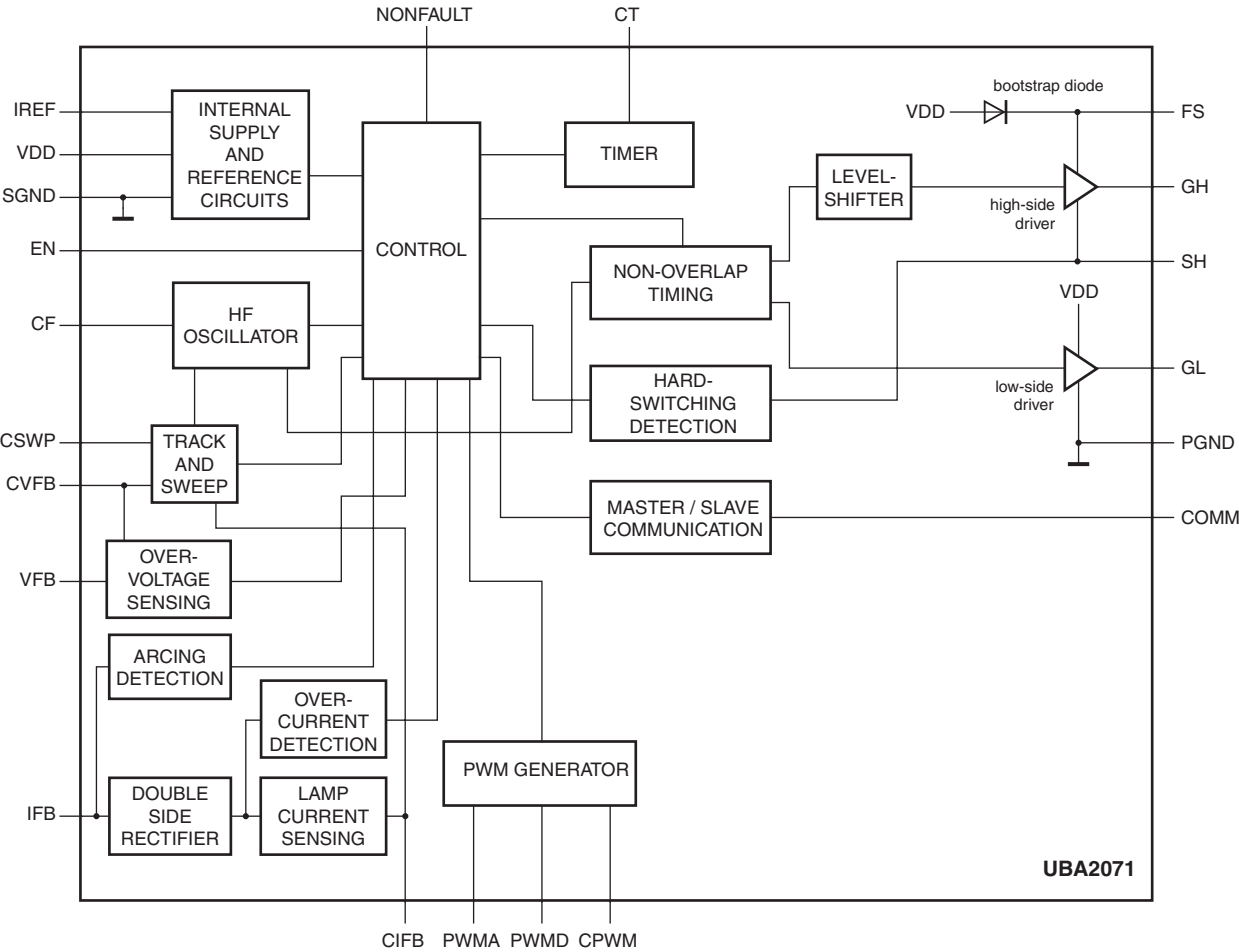 NONFAULT
CT
IREF
VDD
SGND
EN
CF
CSWP
CVFB
VFB
IFB
INTERNAL
SUPPLY
AND
REFERENCE
CIRCUITS
CONTROL
TIMER
HF
OSCILLATOR
TRACK
AND
SWEEP
OVER-
VOLTAGE
SENSING
ARCING
DETECTION
OVER-
CURRENT
DETECTION
DOUBLE
SIDE
RECTIFIER
LAMP
CURRENT
SENSING
NON-OVERLAP
TIMING
HARD-
SWITCHING
DETECTION
MASTER / SLAVE
COMMUNICATION
PWM GENERATOR
LEVEL-
SHIFTER
bootstrap diode
VDD
high-side
driver
VDD
low-side
driver
FS
GH
SH
GL
PGND
COMM
UBA2071
CIFB
PWMA
PWMD
CPWM